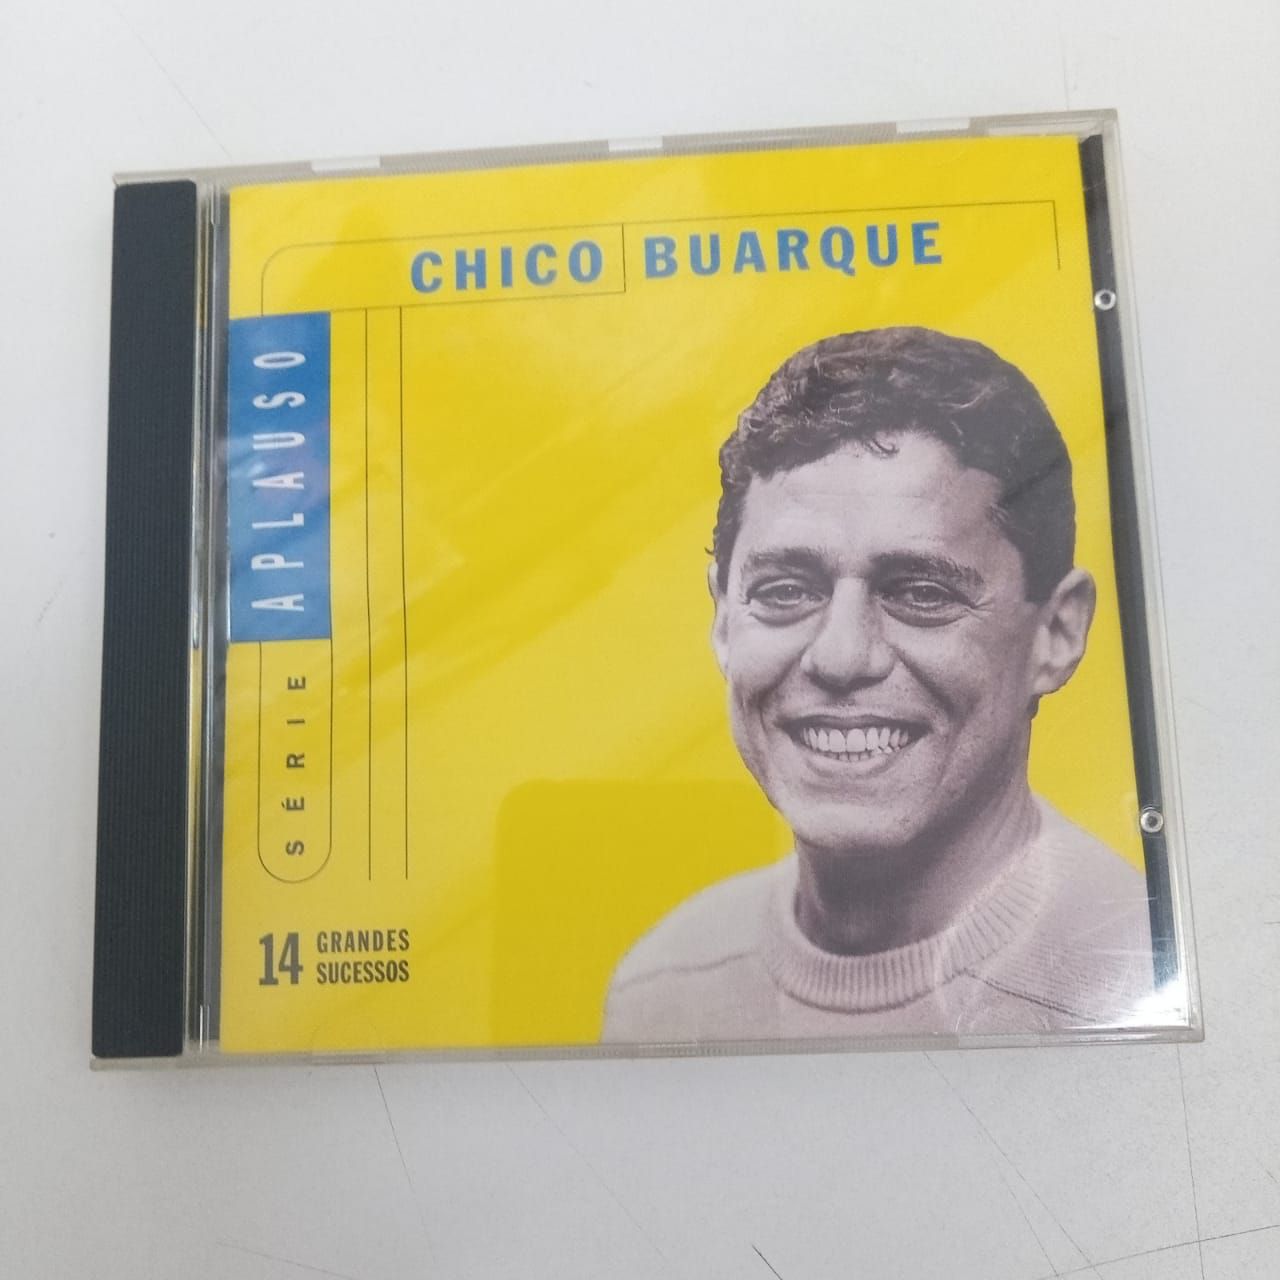 CHICO BUARQUE
SÉRIE APLAUSO
14 GRANDES
SUCESSOS